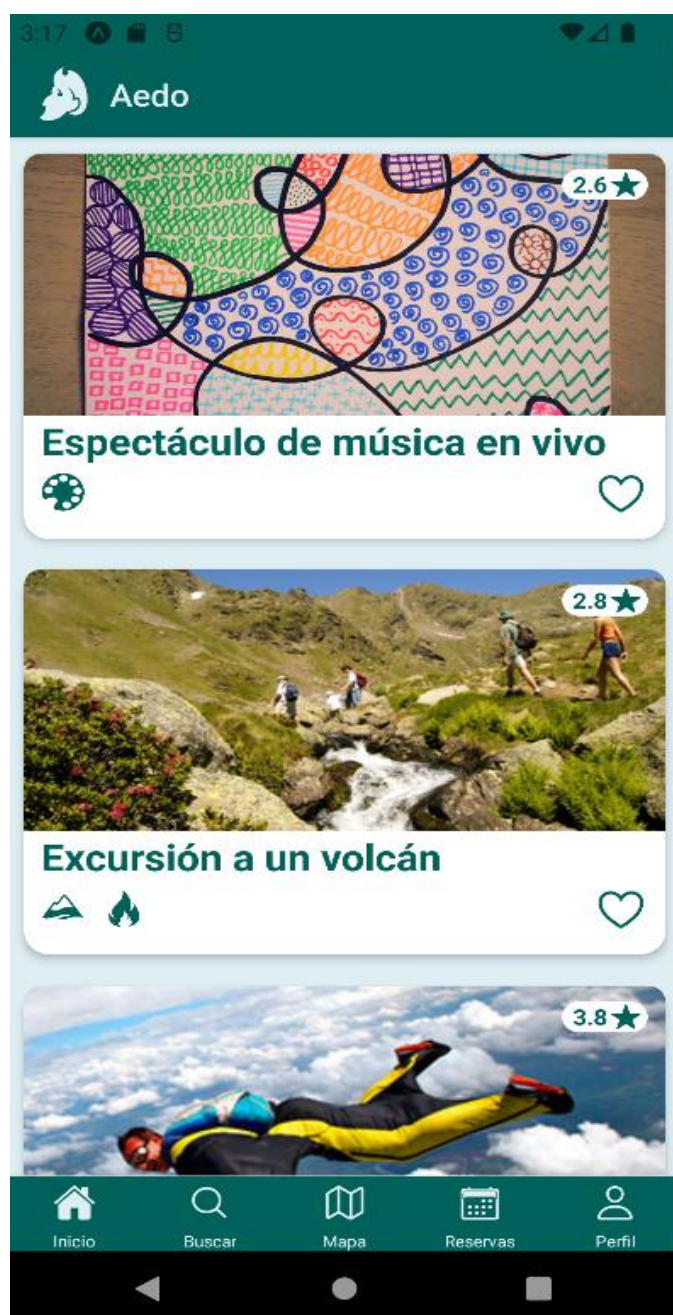 3:17
Aedo
2.6
Espectáculo de música en vivo
2.8
Excursión a un volcán
3.8
Inicio Buscar Mapa Reservas Perfil